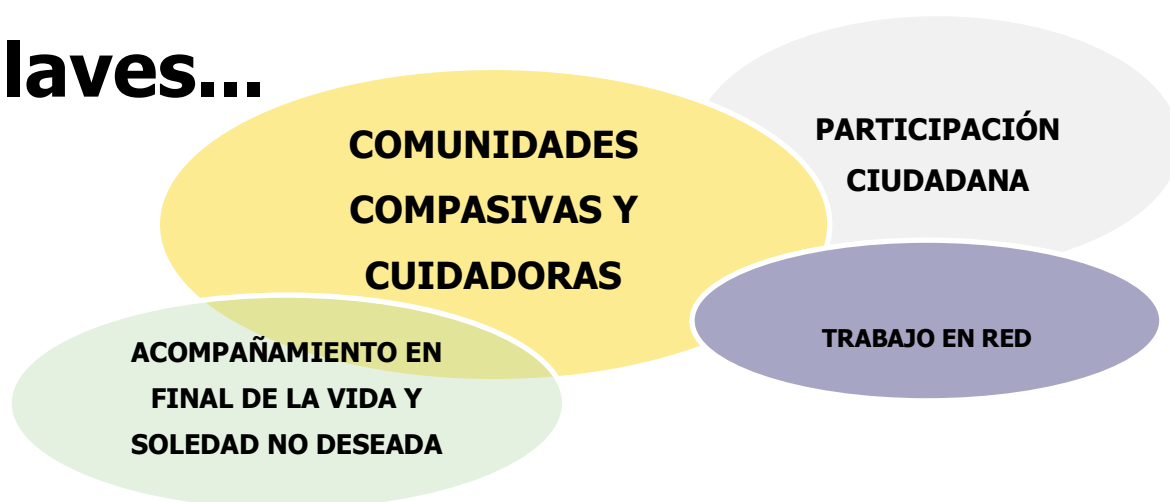 laves...
COMUNIDADES
COMPASIVAS Y
CUIDADORAS
PARTICIPACIÓN
CIUDADANA
TRABAJO EN RED
ACOMPAÑAMIENTO EN
FINAL DE LA VIDA Y
SOLEDAD NO DESEADA